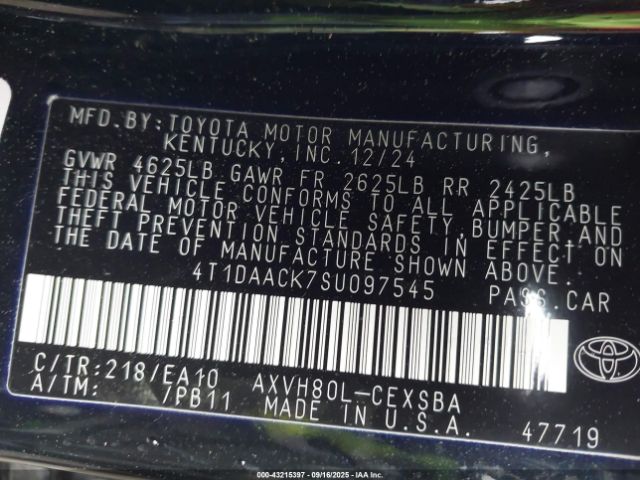 MFD.BY:TOYOTA MOTOR MANUFACTURING,
KENTUCKY, INC. 12/24
GVWR 4625LB GAWR FR 2625LB RR 2425LB
THIS VEHICLE CONFORMS TO ALL APPLICABLE
FEDERAL MOTOR VEHICLE SAFETY, BUMPER AND
THEFT PREVENTION STANDARDS IN EFFECT ON
THE DATE OF MANUFACTURE SHOWN ABOVE.
4T1DAACK7SU097545 PASS.CAR
C/TR:218/EA10 AXVH80L-CEXSBA
A/TM: /PB11 MADE IN U.S.A. 47719
000-43215397 - 09/16/2025 - IAA Inc.